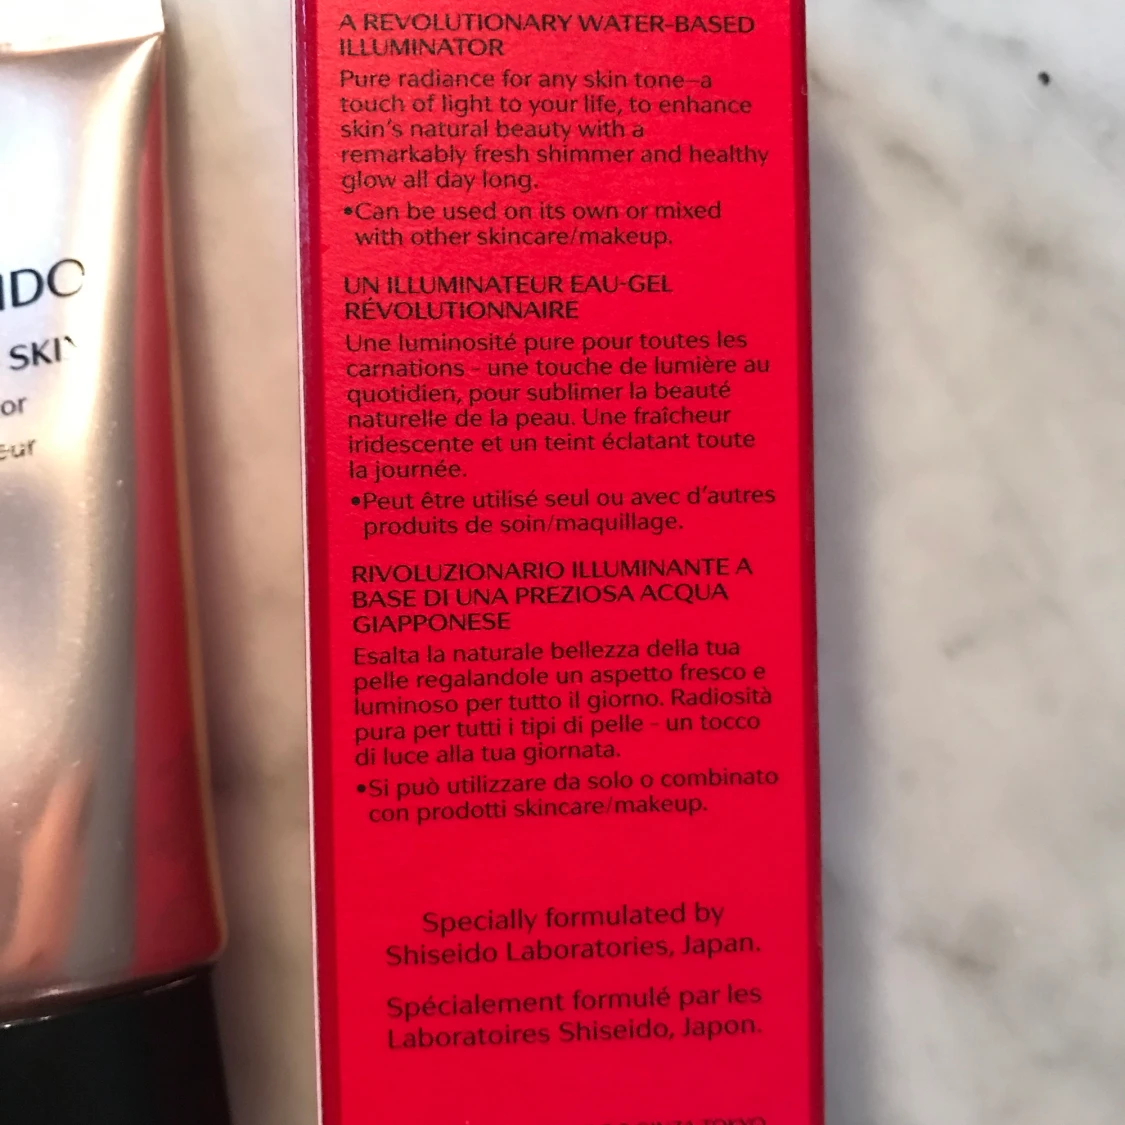 IDO
SKI
or
eur
A REVOLUTIONARY WATER-BASED
ILLUMINATOR
Pure radiance for any skin tone–a
touch of light to your life, to enhance
skin's natural beauty with a
remarkably fresh shimmer and healthy
glow all day long.
•Can be used on its own or mixed
with other skincare/makeup.
UN ILLUMINATEUR EAU-GEL
RÉVOLUTIONNAIRE
Une luminosité pure pour toutes les
carnations - une touche de lumière au
quotidien, pour sublimer la beauté
naturelle de la peau. Une fraîcheur
iridescente et un teint éclatant toute
la journée.
•Peut être utilisé seul ou avec d'autres
produits de soin/maquillage.
RIVOLUZIONARIO ILLUMINANTE A
BASE DI UNA PREZIOSA ACQUA
GIAPPONESE
Esalta la naturale bellezza della tua
pelle regalandole un aspetto fresco e
luminoso per tutto il giorno. Radiosità
pura per tutti i tipi di pelle - un tocco
di luce alla tua giornata.
•Si può utilizzare da solo o combinato
con prodotti skincare/makeup.
Specially formulated by
Shiseido Laboratories, Japan.
Spécialement formulé par les
Laboratoires Shiseido, Japon.